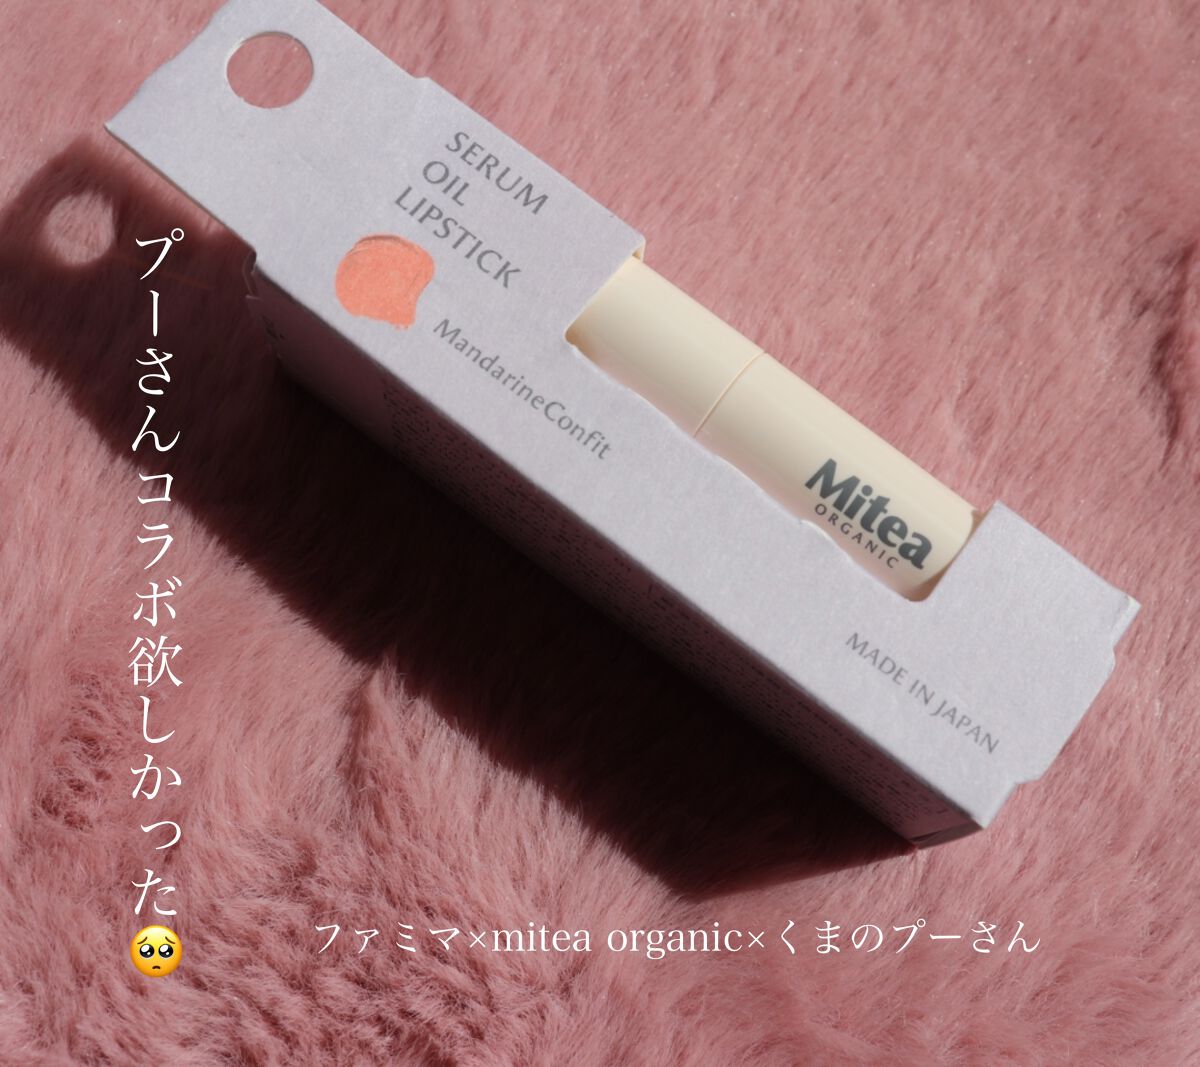 SERUM
OIL
LIPSTICK
MandarineConfit
Mitea
ORGANIC
MADE IN JAPAN
プーさんコラボ欲しかった🥺
ファミマ×mitea organic×くまのプーさん